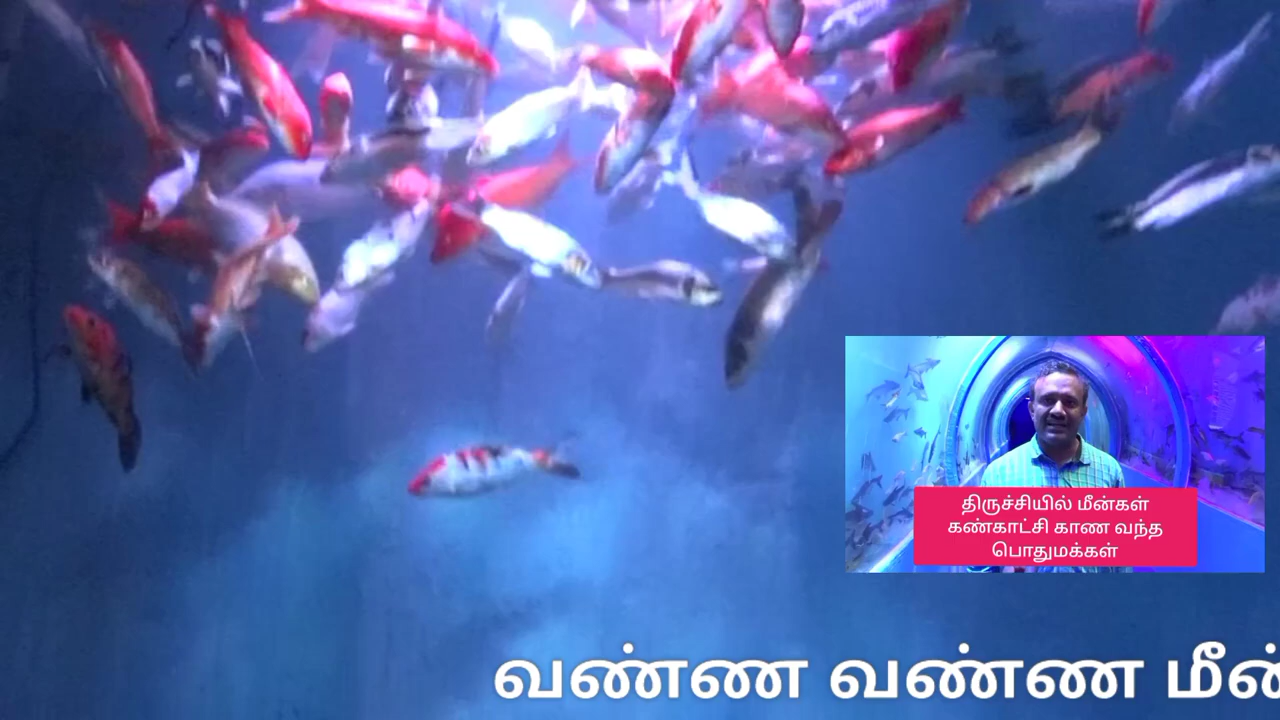 திருச்சியில் மீன்கள்
கண்காட்சி காண வந்த
பொதுமக்கள்
வண்ண வண்ண மீன்